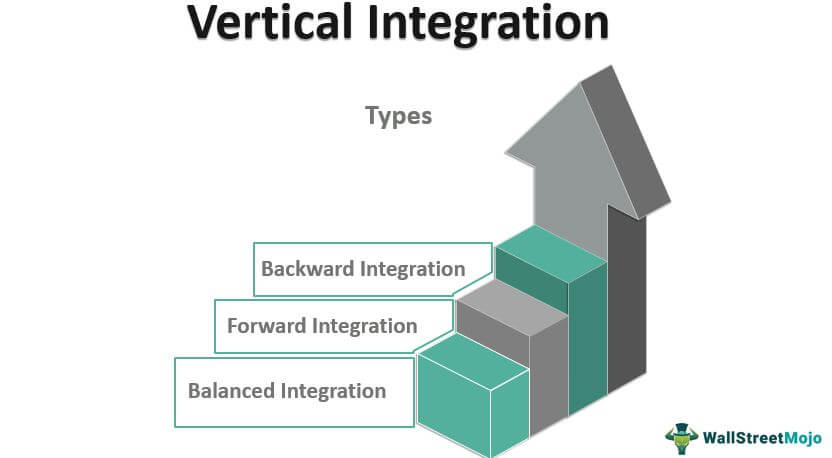 Vertical Integration
Types
Backward Integration
Forward Integration
Balanced Integration
WallStreetMojo